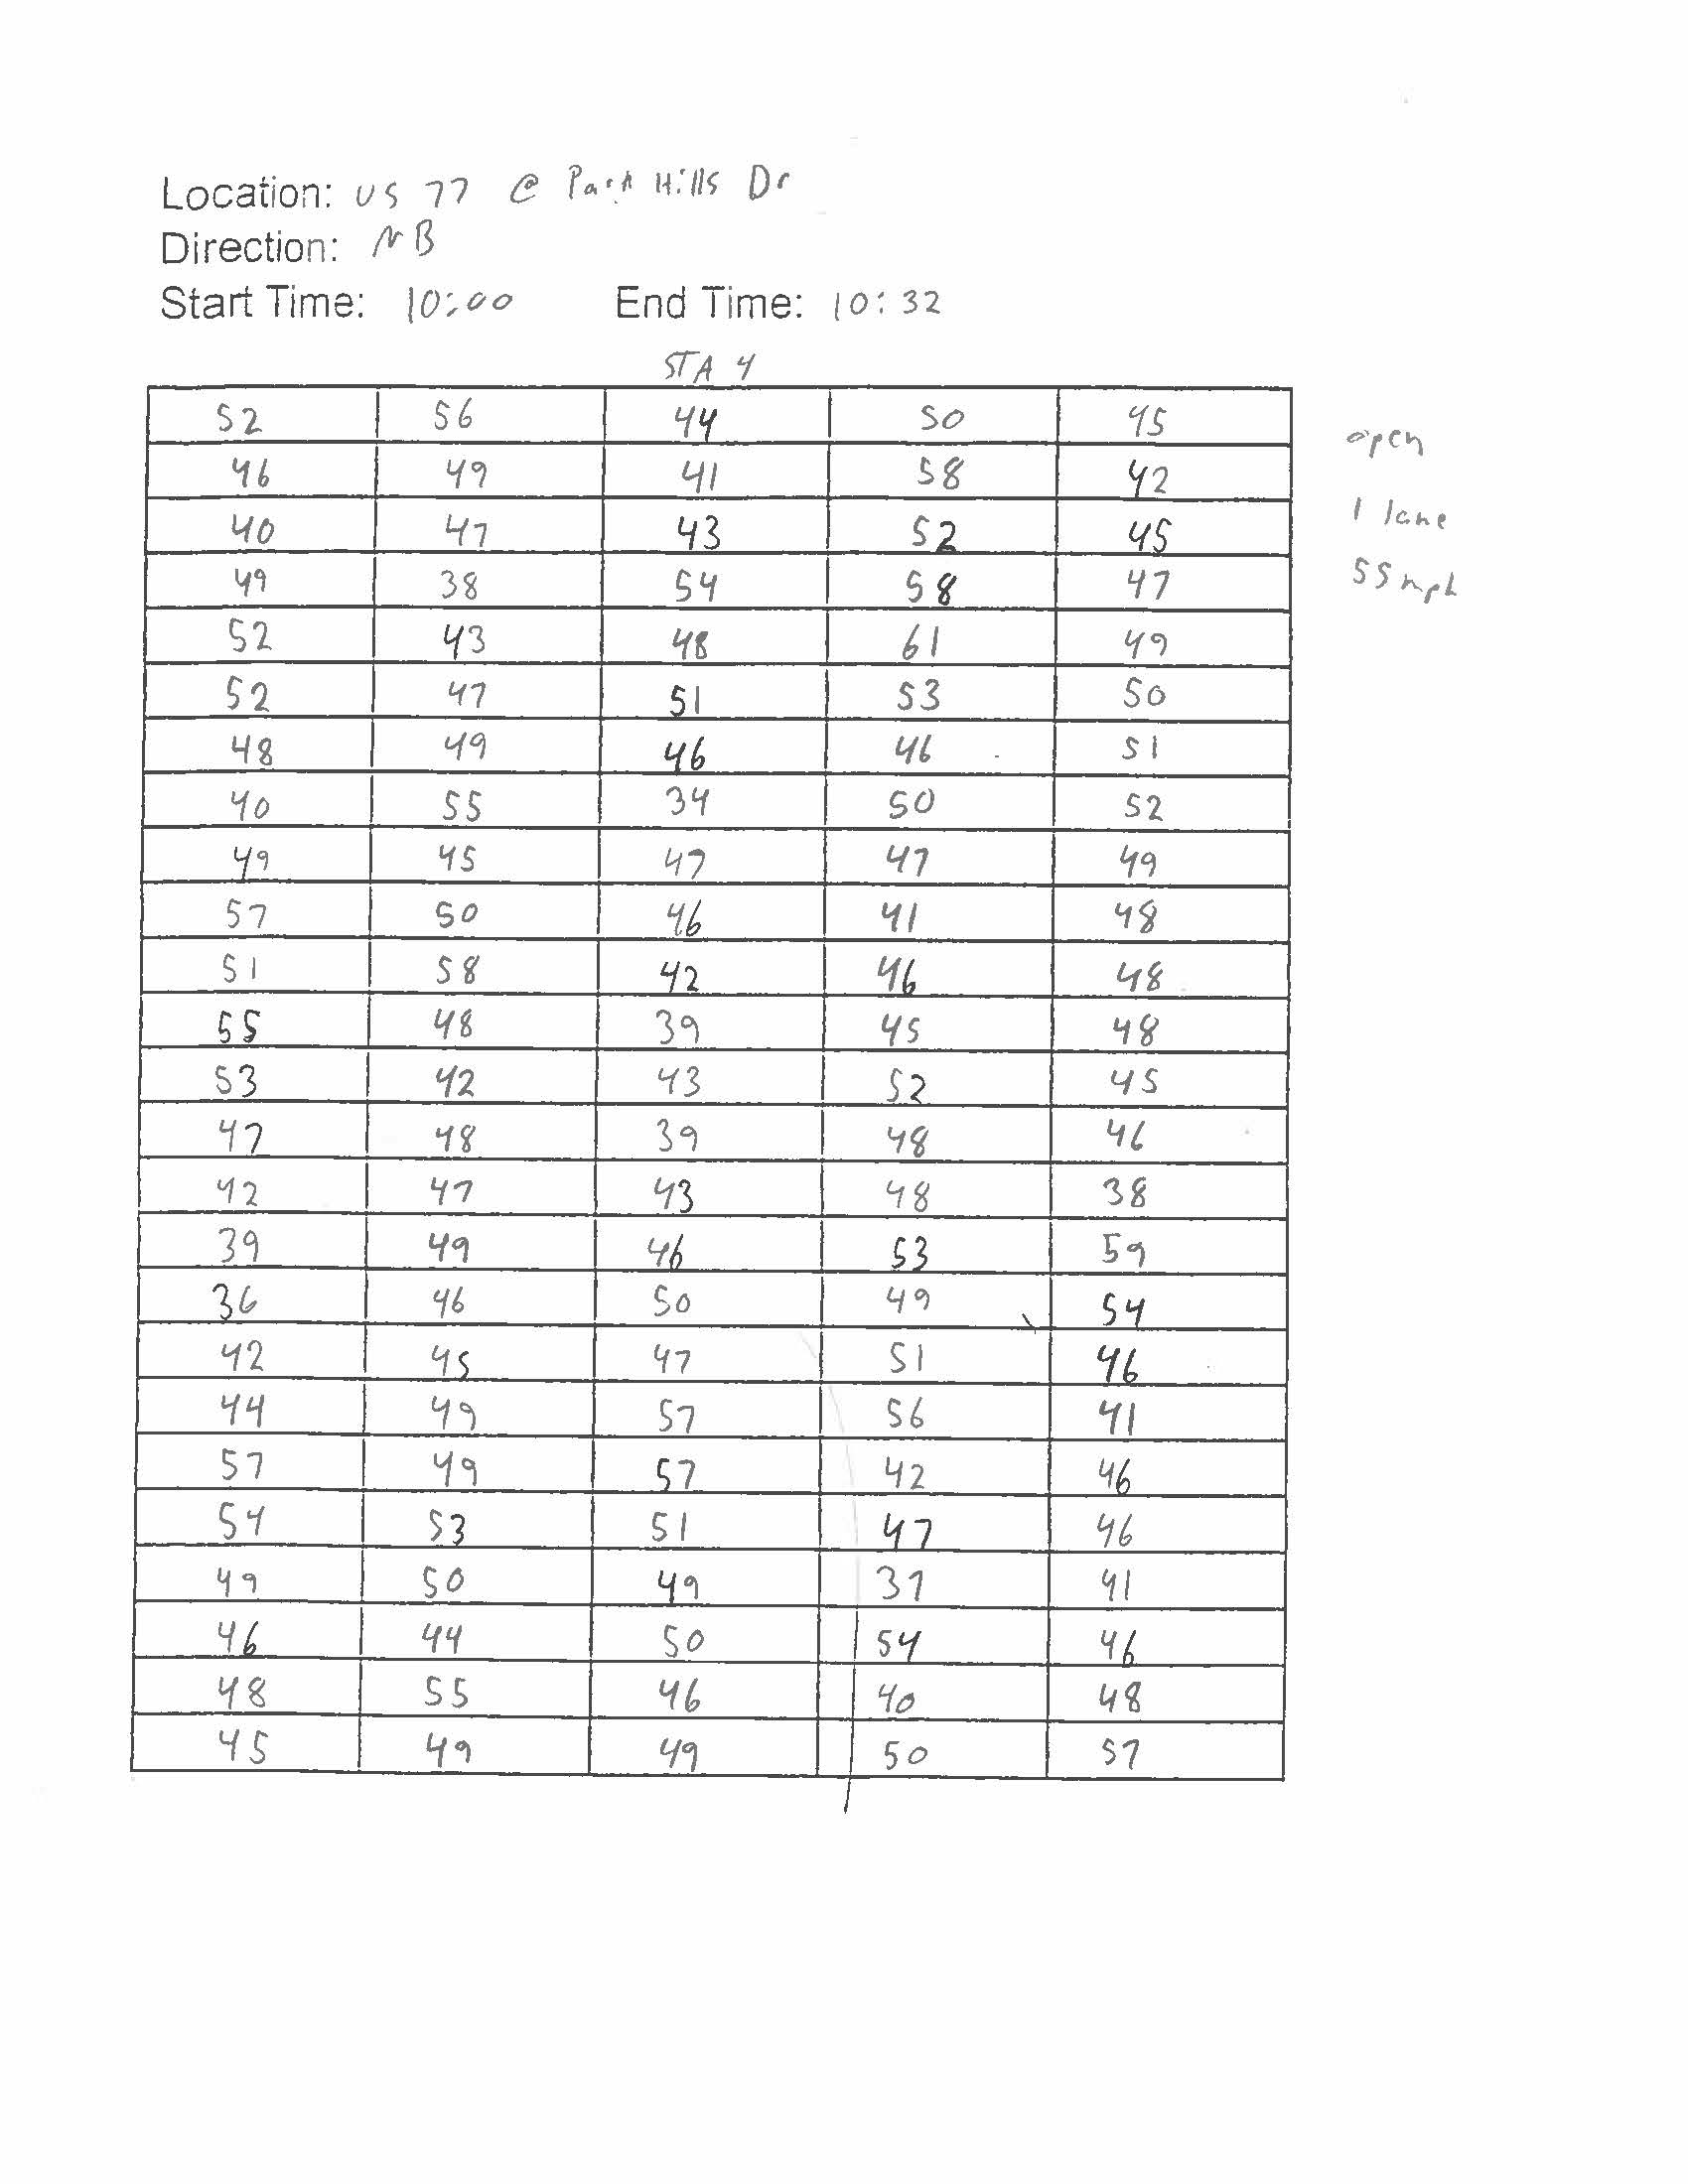 Location: US 77 @ Park Hills Dr
Direction: NB
Start Time: 10:00 End Time: 10:32
STA 4
52 56 44 50 45
open
46 49 41 58 42
1 lane
40 47 43 52 45
55 mph
49 38 54 58 47
52 43 48 61 49
52 47 51 53 50
48 49 46 46 51
40 55 34 50 52
49 45 47 47 49
57 50 46 41 48
51 58 42 46 48
55 48 39 45 48
53 42 43 52 45
47 48 39 48 46
42 47 43 48 38
39 49 46 53 59
36 46 50 49 54
42 45 47 51 46
44 49 57 56 41
57 49 57 42 46
54 53 51 47 46
49 50 49 37 41
46 44 50 54 46
48 55 46 40 48
45 49 49 50 57